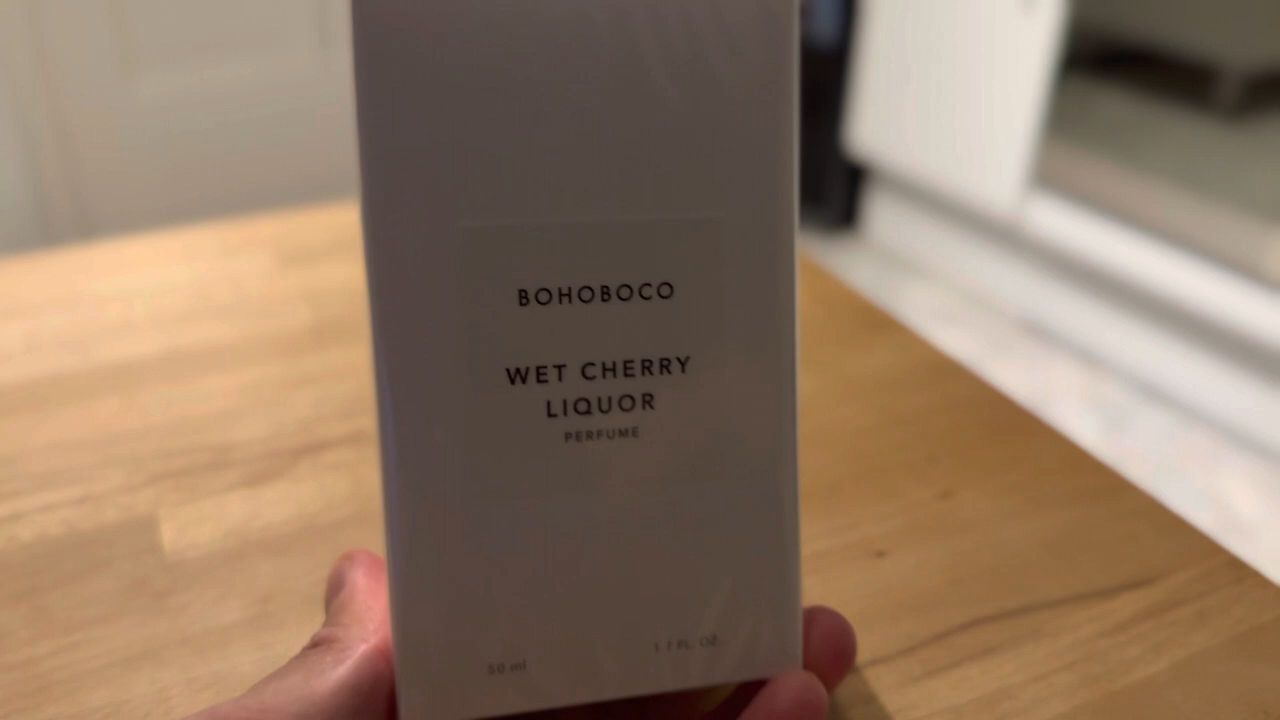 BOHOBOCO
WET CHERRY
LIQUOR
PERFUME
50 ml
1.7 FL. OZ.